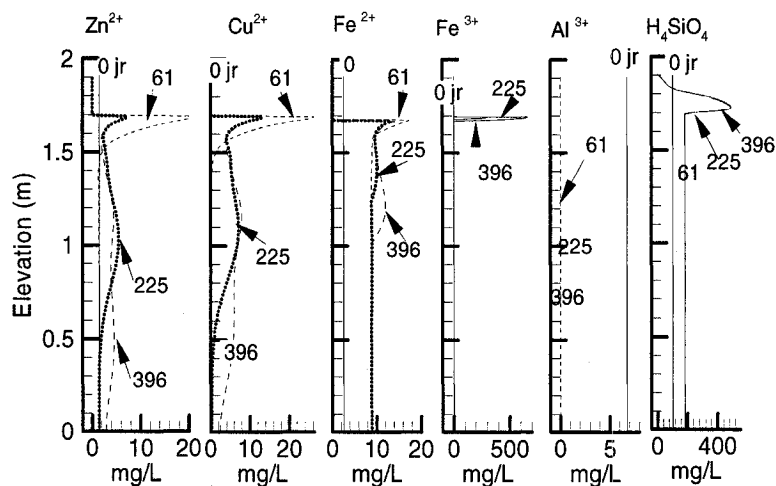 Zn2+ Cu2+ Fe2+ Fe3+ Al3+ H4SiO4
2 0 jr 61 0 jr 61 0 61 0 jr 225 396 0 jr 61 0 jr 396 225 61
1.5
225 396
1 225 225 225
396
0.5 396 396
0
Elevation (m)
0 10 20 0 10 20 0 10 20 0 500 0 5 0 400
mg/L mg/L mg/L mg/L mg/L mg/L